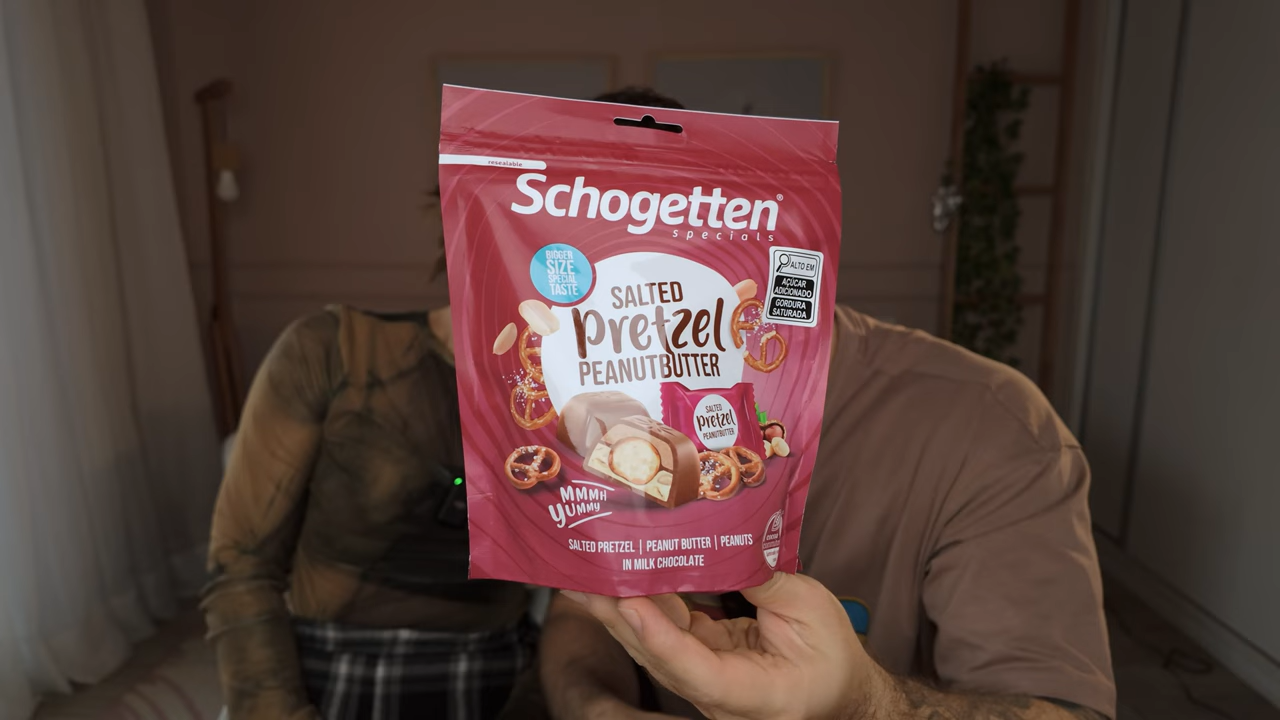 resealable
Schogetten®
specials
BIGGER
SIZE
SPECIAL
TASTE
ALTO EM
AÇÚCAR
ADICIONADO
GORDURA
SATURADA
SALTED
pretzel
PEANUTBUTTER
SALTED
pretzel
PEANUTBUTTER
MMMH
YUMMY
SALTED PRETZEL | PEANUT BUTTER | PEANUTS
IN MILK CHOCOLATE